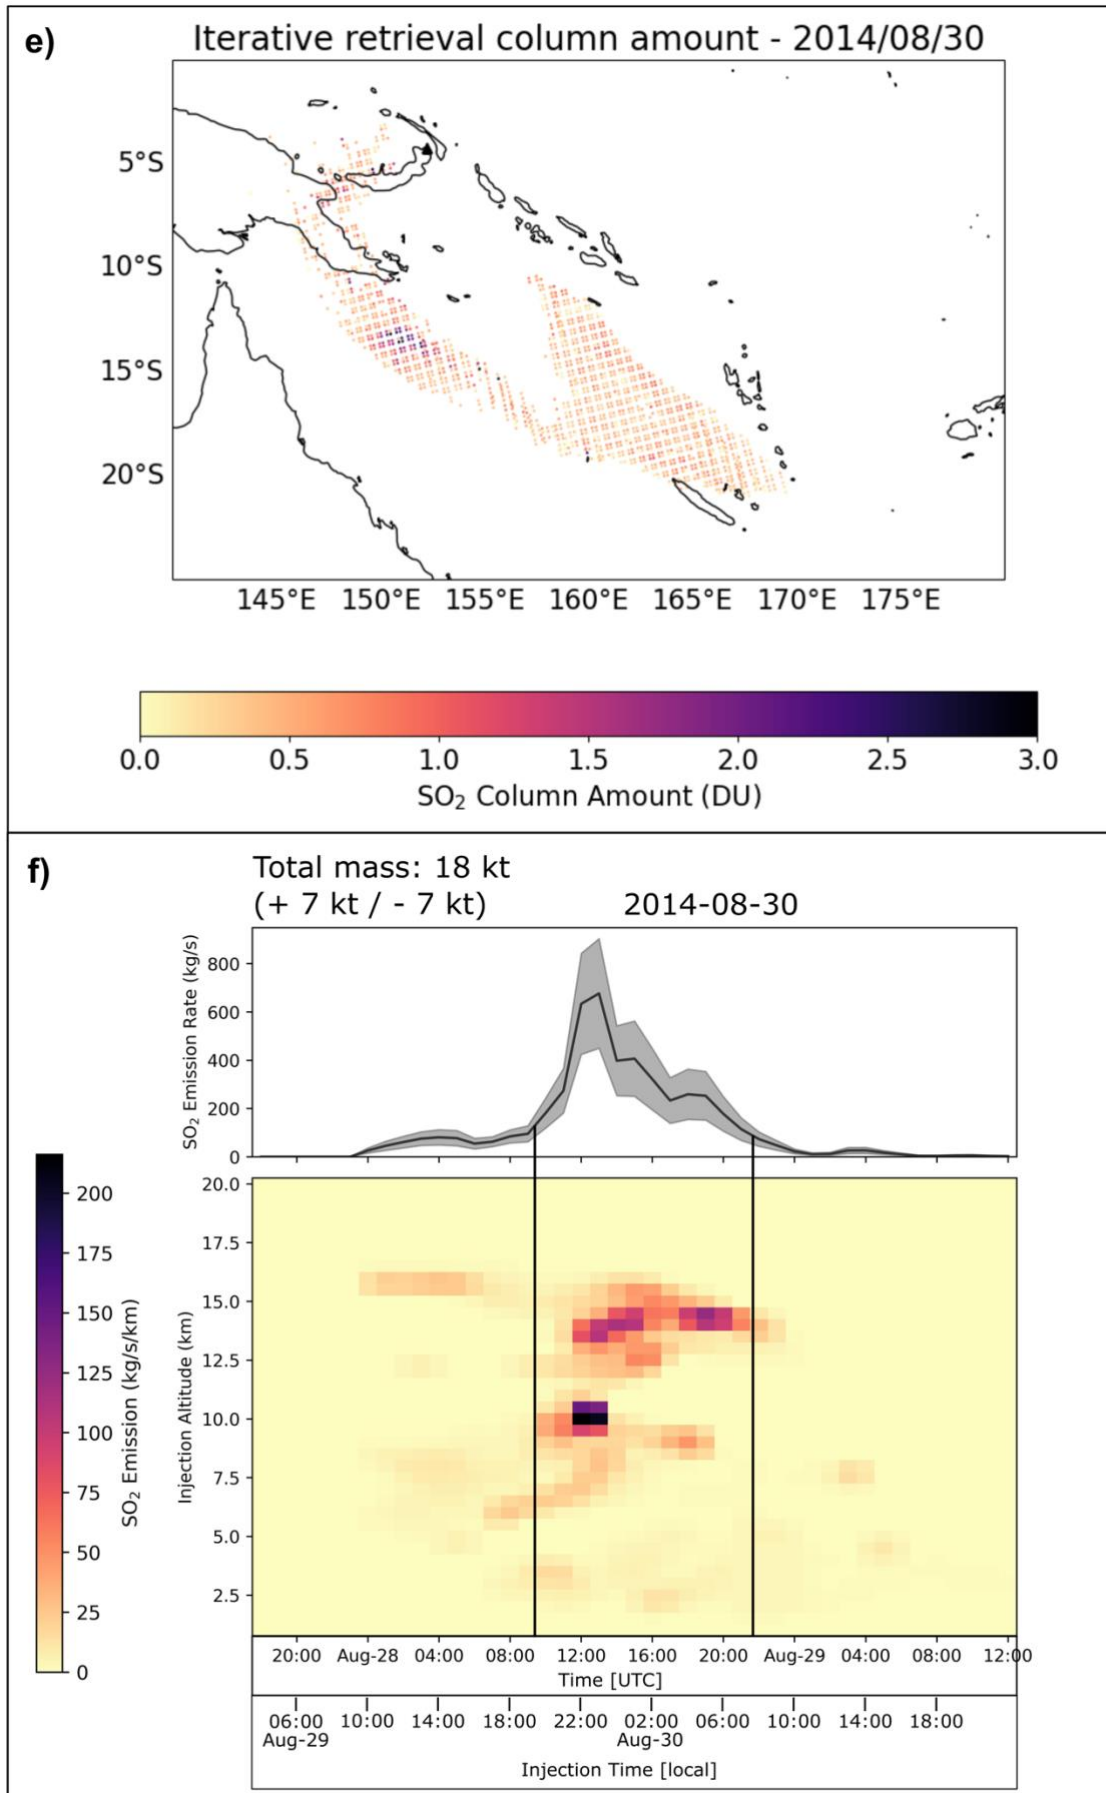 e)
Iterative retrieval column amount - 2014/08/30
5°S
10°S
15°S
20°S
145°E 150°E 155°E 160°E 165°E 170°E 175°E
0.0 0.5 1.0 1.5 2.0 2.5 3.0
SO₂ Column Amount (DU)
f)
Total mass: 18 kt
(+ 7 kt / - 7 kt) 2014-08-30
SO₂ Emission Rate (kg/s)
800
600
400
200
0
SO₂ Emission (kg/s/km)
200
175
150
125
100
75
50
25
0
Injection Altitude (km)
20.0
17.5
15.0
12.5
10.0
7.5
5.0
2.5
20:00 Aug-28 04:00 08:00 12:00 16:00 20:00 Aug-29 04:00 08:00 12:00
Time [UTC]
06:00 10:00 14:00 18:00 22:00 02:00 06:00 10:00 14:00 18:00
Aug-29 Aug-30
Injection Time [local]